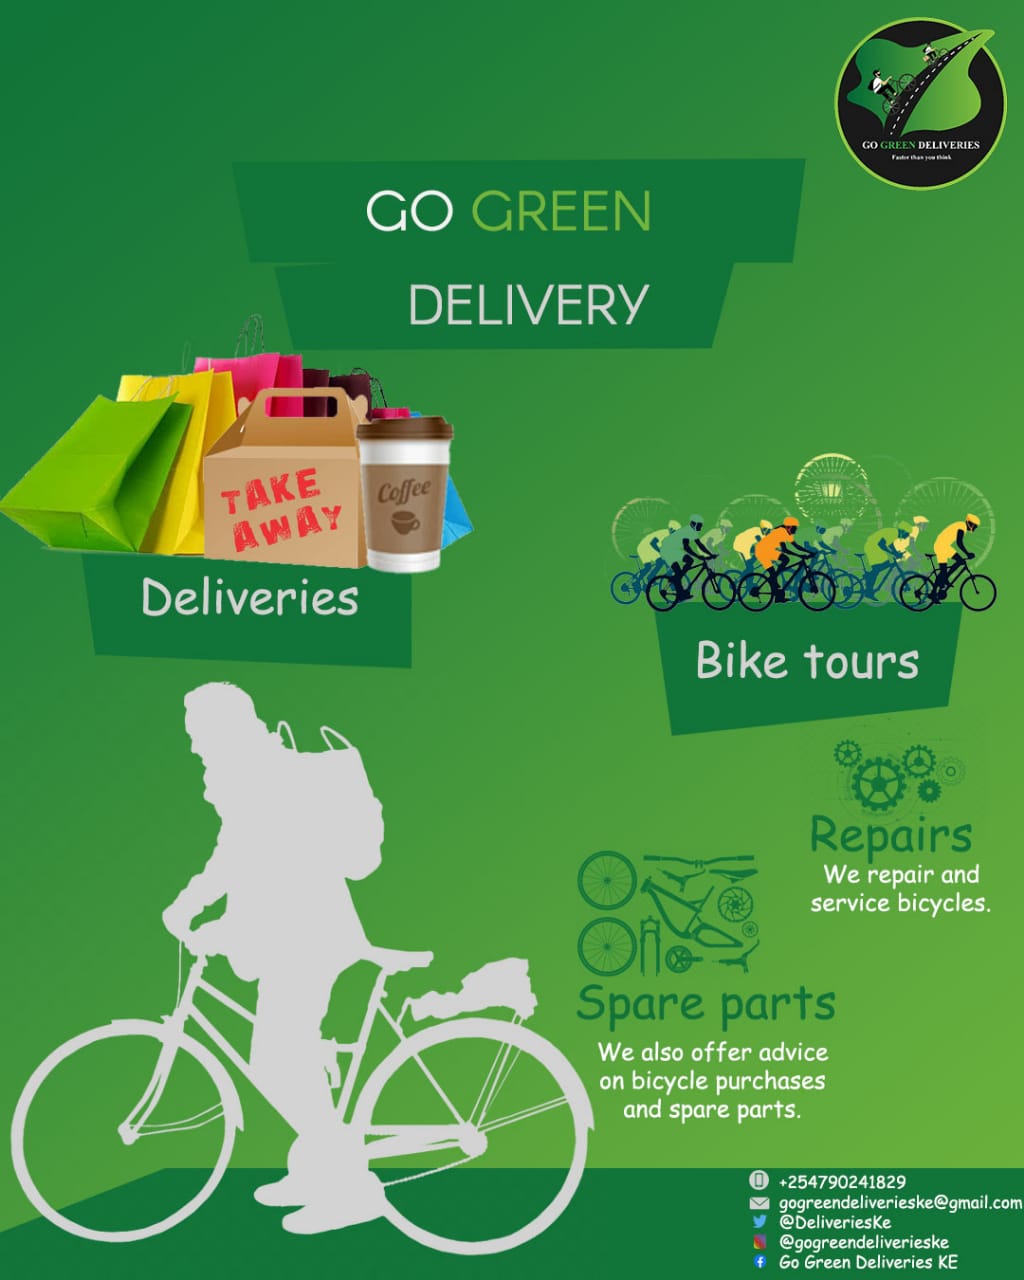 GO GREEN DELIVERIES
Faster than you think
GO GREEN
DELIVERY
TAKE
AWAY
Coffee
Deliveries
Bike tours
Repairs
We repair and
service bicycles.
Spare parts
We also offer advice
on bicycle purchases
and spare parts.
+254790241829
gogreendeliverieske@gmail.com
@DeliveriesKe
@gogreendeliverieske
Go Green Deliveries KE